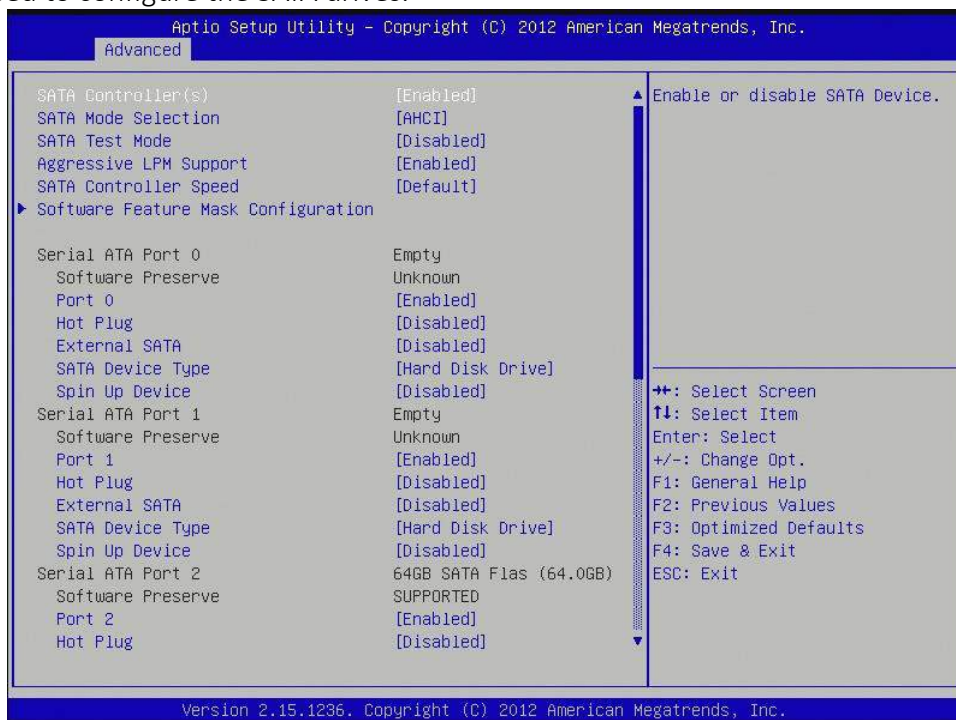 to configure the SATA drives.
Aptio Setup Utility – Copyright (C) 2012 American Megatrends, Inc.
Advanced
SATA Controller(s) [Enabled]
SATA Mode Selection [AHCI]
SATA Test Mode [Disabled]
Aggressive LPM Support [Enabled]
SATA Controller Speed [Default]
Software Feature Mask Configuration
Serial ATA Port 0 Empty
Software Preserve Unknown
Port 0 [Enabled]
Hot Plug [Disabled]
External SATA [Disabled]
SATA Device Type [Hard Disk Drive]
Spin Up Device [Disabled]
Serial ATA Port 1 Empty
Software Preserve Unknown
Port 1 [Enabled]
Hot Plug [Disabled]
External SATA [Disabled]
SATA Device Type [Hard Disk Drive]
Spin Up Device [Disabled]
Serial ATA Port 2 64GB SATA Flas (64.0GB)
Software Preserve SUPPORTED
Port 2 [Enabled]
Hot Plug [Disabled]
Enable or disable SATA Device.
→←: Select Screen
↑↓: Select Item
Enter: Select
+/-: Change Opt.
F1: General Help
F2: Previous Values
F3: Optimized Defaults
F4: Save & Exit
ESC: Exit
Version 2.15.1236. Copyright (C) 2012 American Megatrends, Inc.